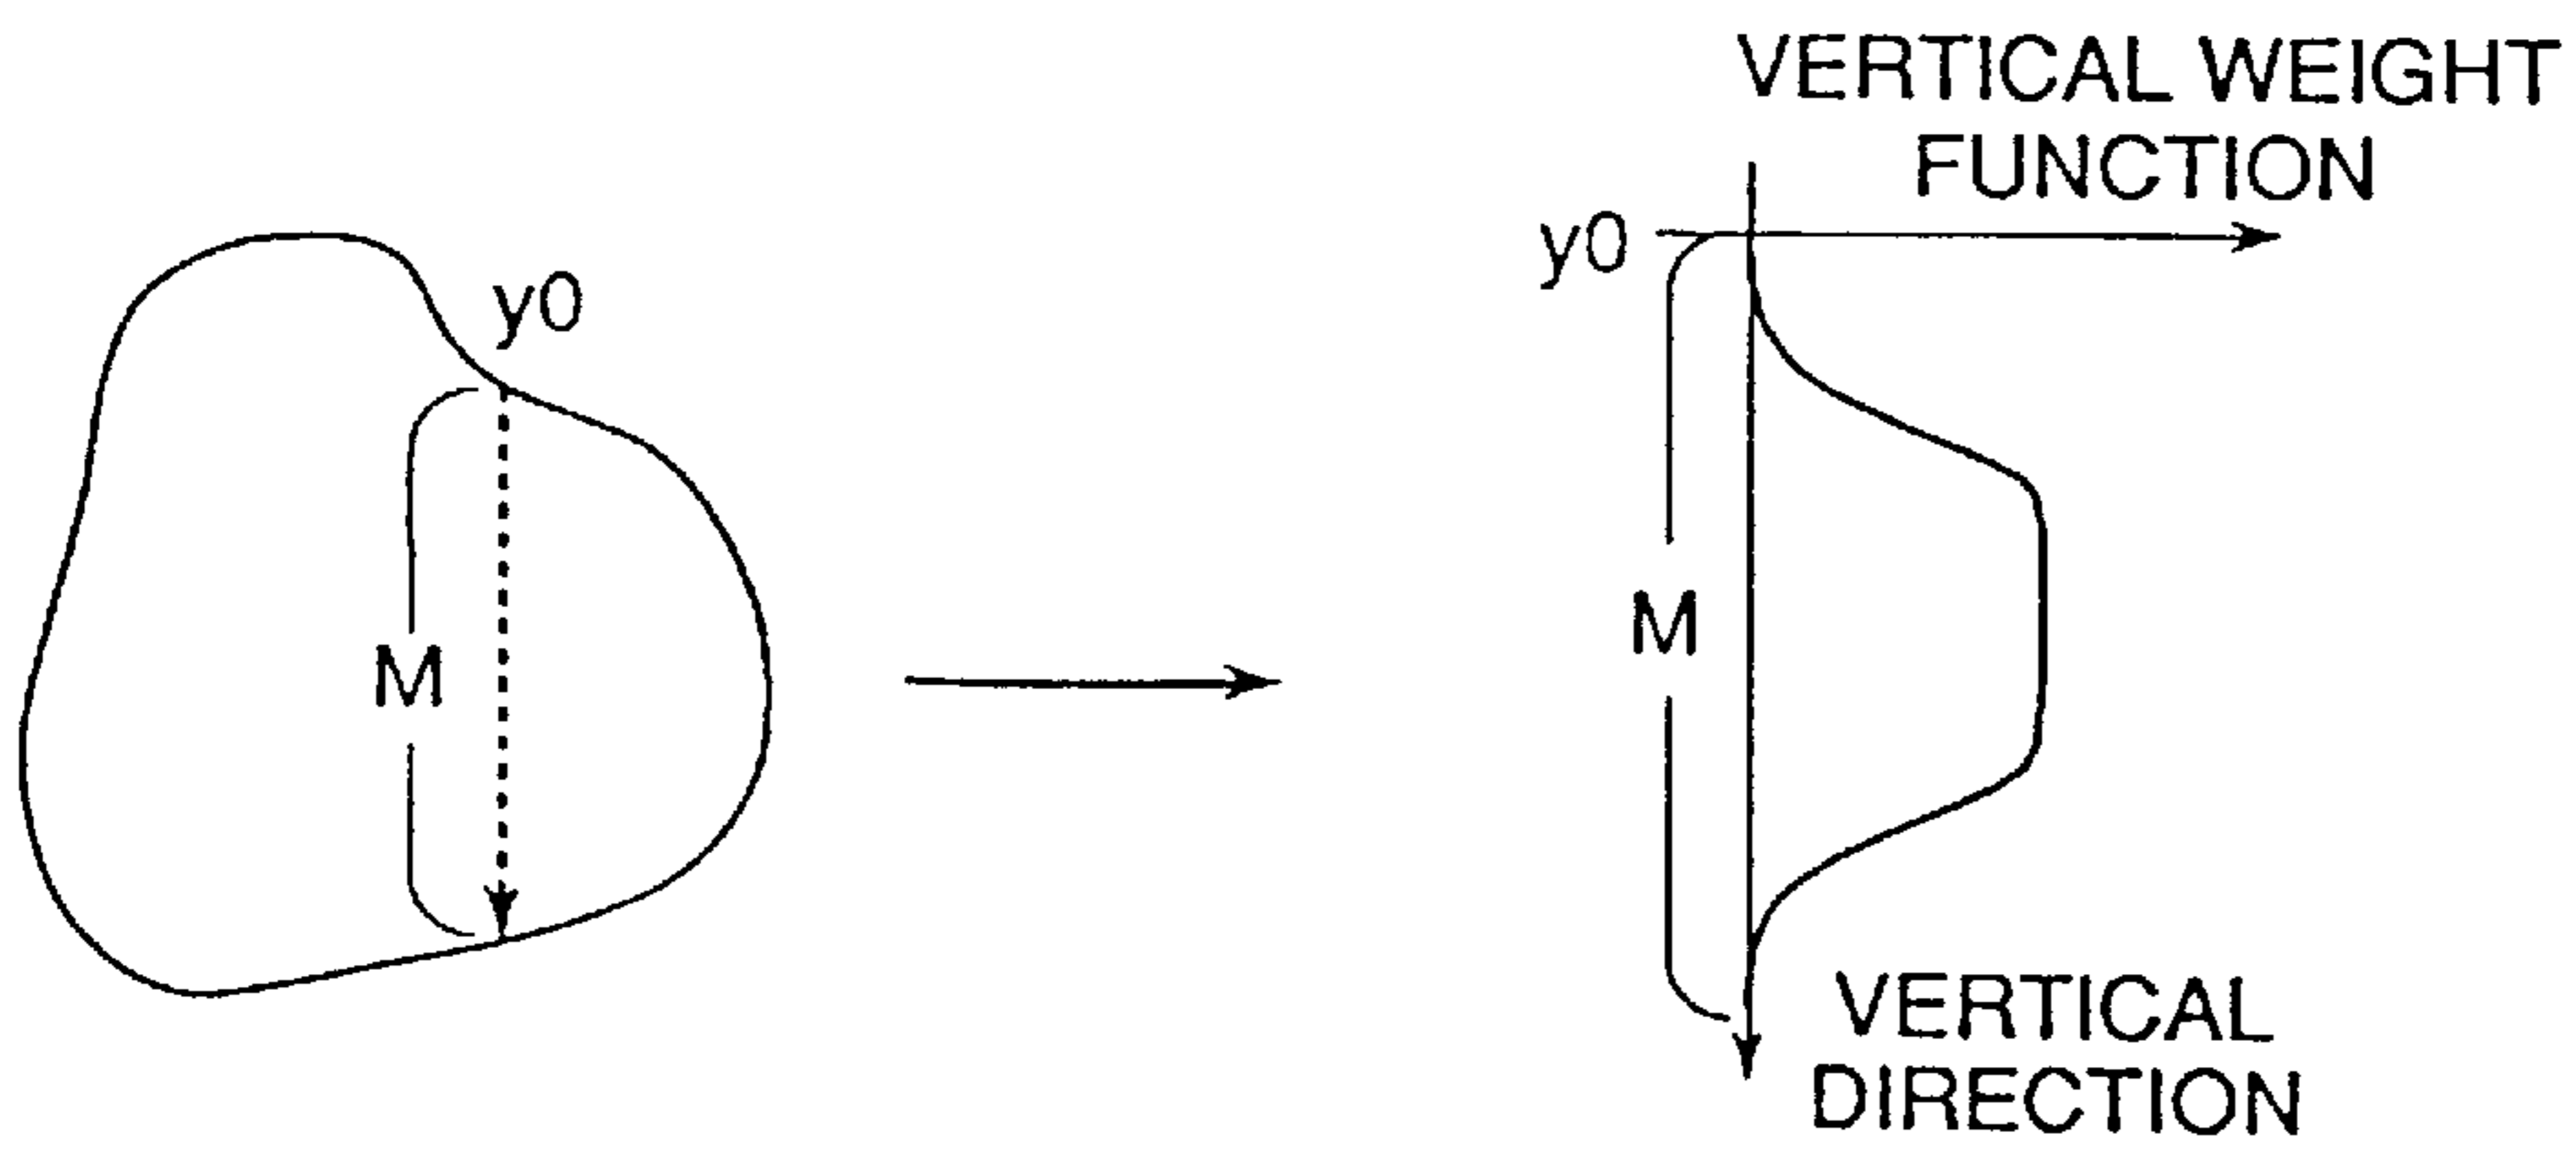 y0
M
VERTICAL WEIGHT
FUNCTION
y0
M
VERTICAL
DIRECTION